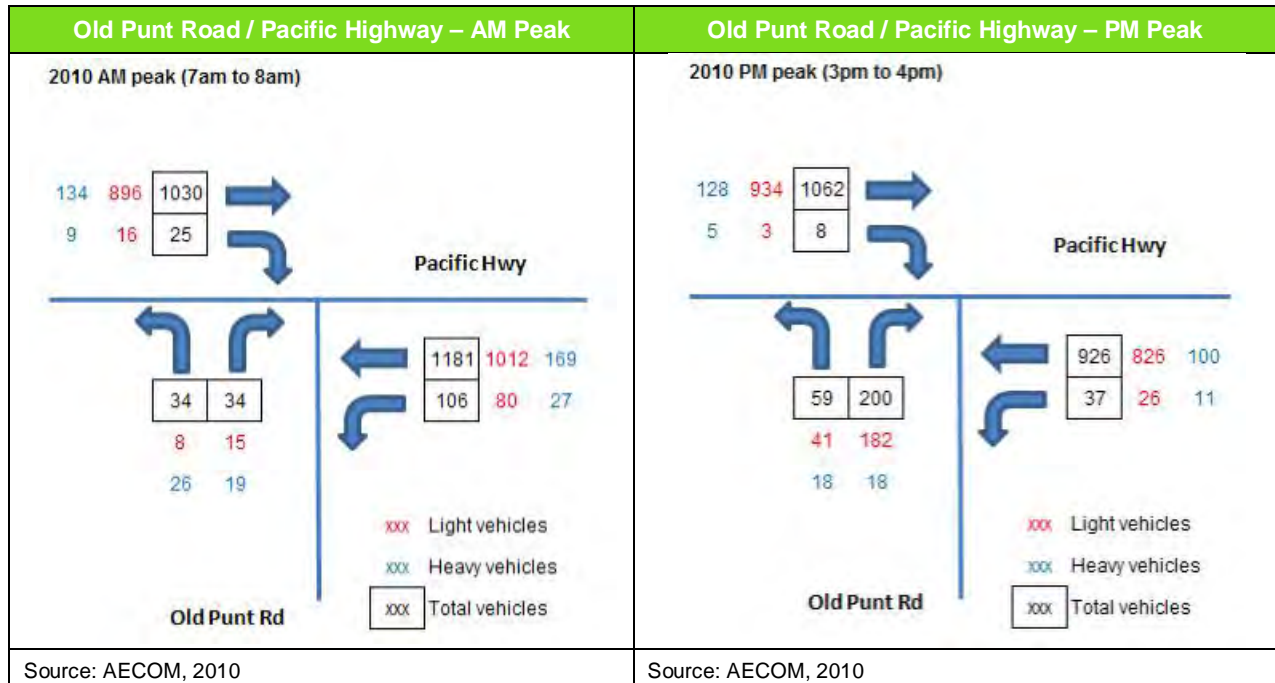 Old Punt Road / Pacific Highway – AM Peak
2010 AM peak (7am to 8am)
134 896 1030
9 16 25
Pacific Hwy
1181 1012 169
106 80 27
34 34
8 15
26 19
xxx Light vehicles
xxx Heavy vehicles
xxx Total vehicles
Old Punt Rd
Source: AECOM, 2010
Old Punt Road / Pacific Highway – PM Peak
2010 PM peak (3pm to 4pm)
128 934 1062
5 3 8
Pacific Hwy
926 826 100
37 26 11
59 200
41 182
18 18
xxx Light vehicles
xxx Heavy vehicles
xxx Total vehicles
Old Punt Rd
Source: AECOM, 2010